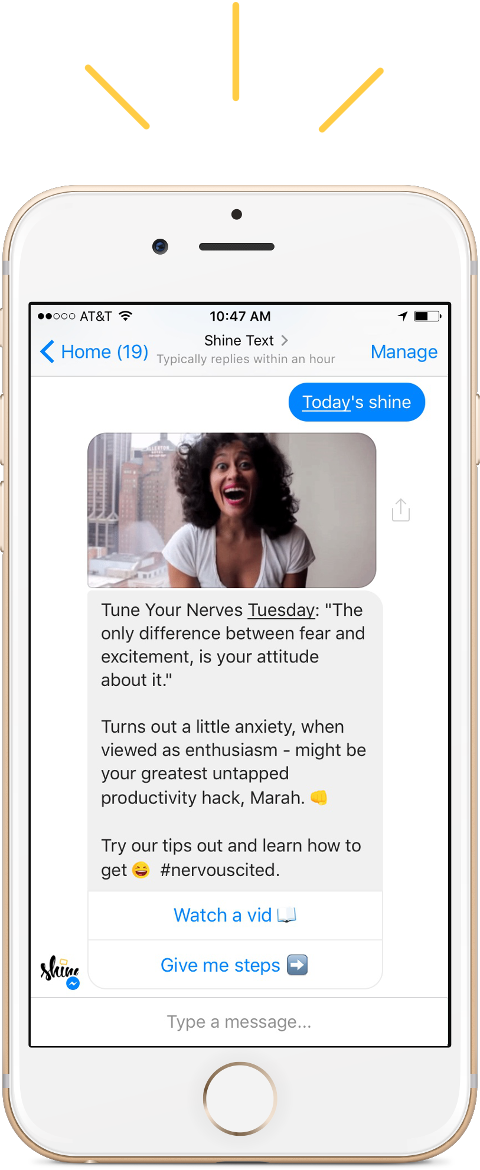 AT&T 10:47 AM
Shine Text
Home (19) Typically replies within an hour Manage
Today's shine
Tune Your Nerves Tuesday: "The
only difference between fear and
excitement, is your attitude
about it."
Turns out a little anxiety, when
viewed as enthusiasm - might be
your greatest untapped
productivity hack, Marah. 👊
Try our tips out and learn how to
get 😄 #nervouscited.
Watch a vid 📖
Give me steps ➡️
shine
Type a message...